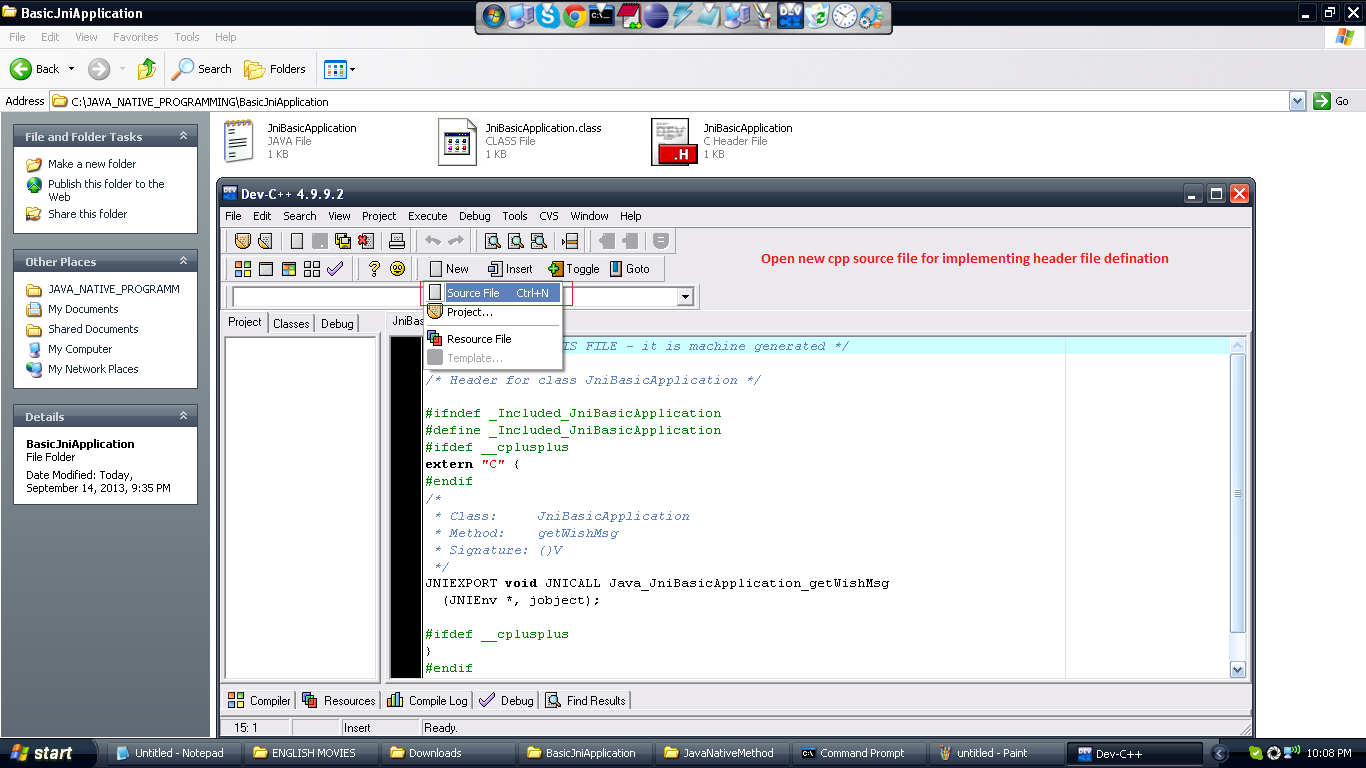 BasicJniApplication
File Edit View Favorites Tools Help
Back Search Folders
Address C:\JAVA_NATIVE_PROGRAMMING\BasicJniApplication Go
File and Folder Tasks
Make a new folder
Publish this folder to the
Web
Share this folder
Other Places
JAVA_NATIVE_PROGRAMM
My Documents
Shared Documents
My Computer
My Network Places
Details
BasicJniApplication
File Folder
Date Modified: Today,
September 14, 2013, 9:35 PM
JniBasicApplication
JAVA File
1 KB
JniBasicApplication.class
CLASS File
1 KB
DEV
.H
JniBasicApplication
C Header File
1 KB
Dev-C++ 4.9.9.2
File Edit Search View Project Execute Debug Tools CVS Window Help
New Insert Toggle Goto
Open new cpp source file for implementing header file defination
Source File Ctrl+N
Project...
Resource File
Template...
Project Classes Debug
JniBas
IS FILE - it is machine generated */
/* Header for class JniBasicApplication */
#ifndef _Included_JniBasicApplication
#define _Included_JniBasicApplication
#ifdef __cplusplus
extern "C" {
#endif
/*
* Class: JniBasicApplication
* Method: getWishMsg
* Signature: ()V
*/
JNIEXPORT void JNICALL Java_JniBasicApplication_getWishMsg
(JNIEnv *, jobject);
#ifdef __cplusplus
}
#endif
Compiler Resources Compile Log Debug Find Results
15: 1 Insert Ready.
start Untitled - Notepad ENGLISH MOVIES Downloads BasicJniApplication JavaNativeMethod Command Prompt untitled - Paint Dev-C++ 10:08 PM